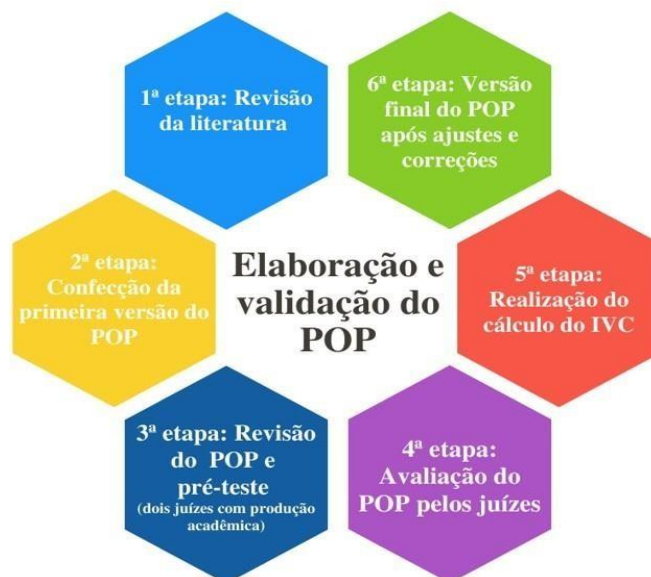 1ª etapa: Revisão
da literatura
6ª etapa: Versão
final do POP
após ajustes e
correções
2ª etapa:
Confecção da
primeira versão do
POP
Elaboração e
validação do
POP
5ª etapa:
Realização do
cálculo do IVC
3ª etapa: Revisão
do POP e
pré-teste
(dois juízes com produção
acadêmica)
4ª etapa:
Avaliação do
POP pelos juízes